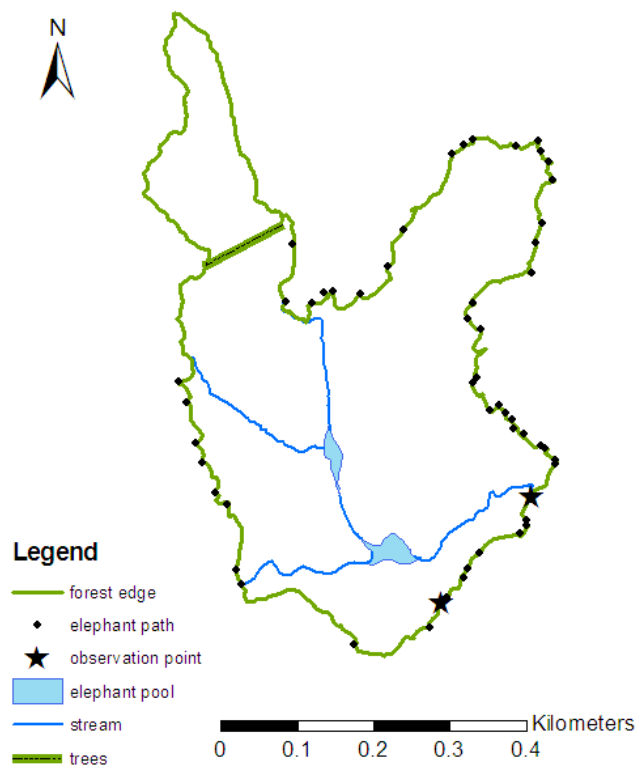 N
Legend
forest edge
elephant path
observation point
elephant pool
stream
trees
Kilometers
0 0.1 0.2 0.3 0.4